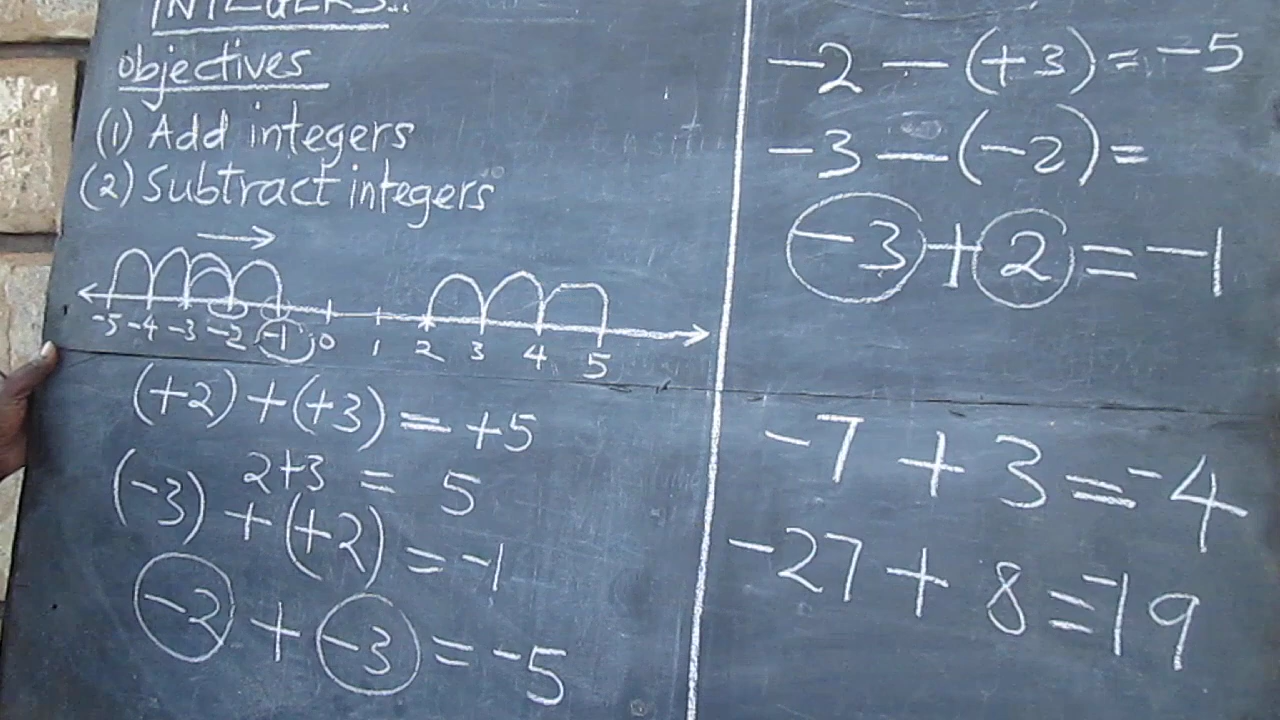 INTEGERS..
Objectives
(1) Add integers
(2) Subtract integers
-5 -4 -3 -2 -1 0 1 2 3 4 5
(+2) + (+3) = +5
2+3 = 5
(-3) + (+2) = -1
-2 + -3 = -5
-2 - (+3) = -5
-3 - (-2) =
-3 + 2 = -1
-7 + 3 = -4
-27 + 8 = -19